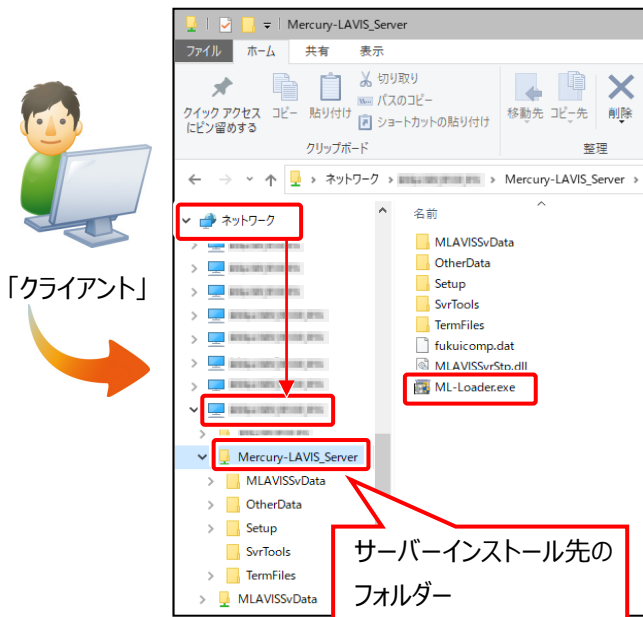 Mercury-LAVIS_Server
ファイル ホーム 共有 表示
クイック アクセス
にピン留めする
コピー
貼り付け
切り取り
パスのコピー
ショートカットの貼り付け
移動先
コピー先
削除
クリップボード
整理
ネットワーク > > Mercury-LAVIS_Server >
「クライアント」
ネットワーク
Mercury-LAVIS_Server
MLAVISSvData
OtherData
Setup
SvrTools
TermFiles
MLAVISSvData
名前
MLAVISSvData
OtherData
Setup
SvrTools
TermFiles
fukuicomp.dat
MLAVISSvrStp.dll
ML-Loader.exe
サーバーインストール先の
フォルダー